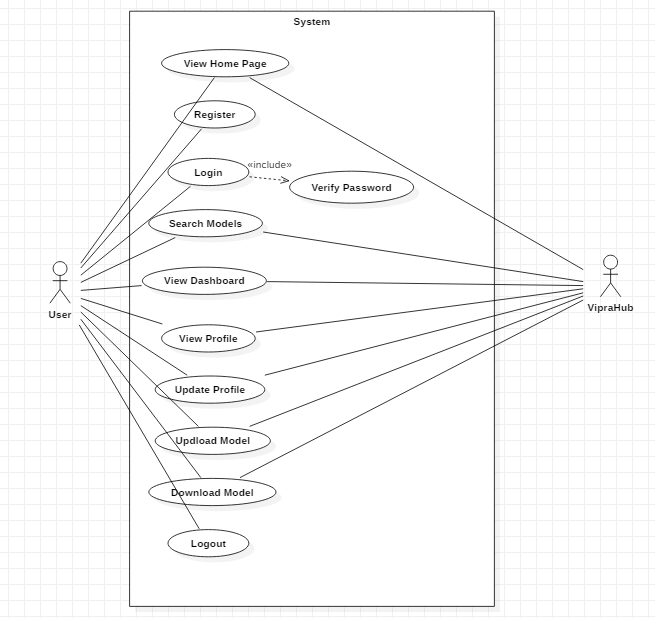 System
View Home Page
Register
Login
«include»
Verify Password
Search Models
View Dashboard
User
VipraHub
View Profile
Update Profile
Updload Model
Download Model
Logout